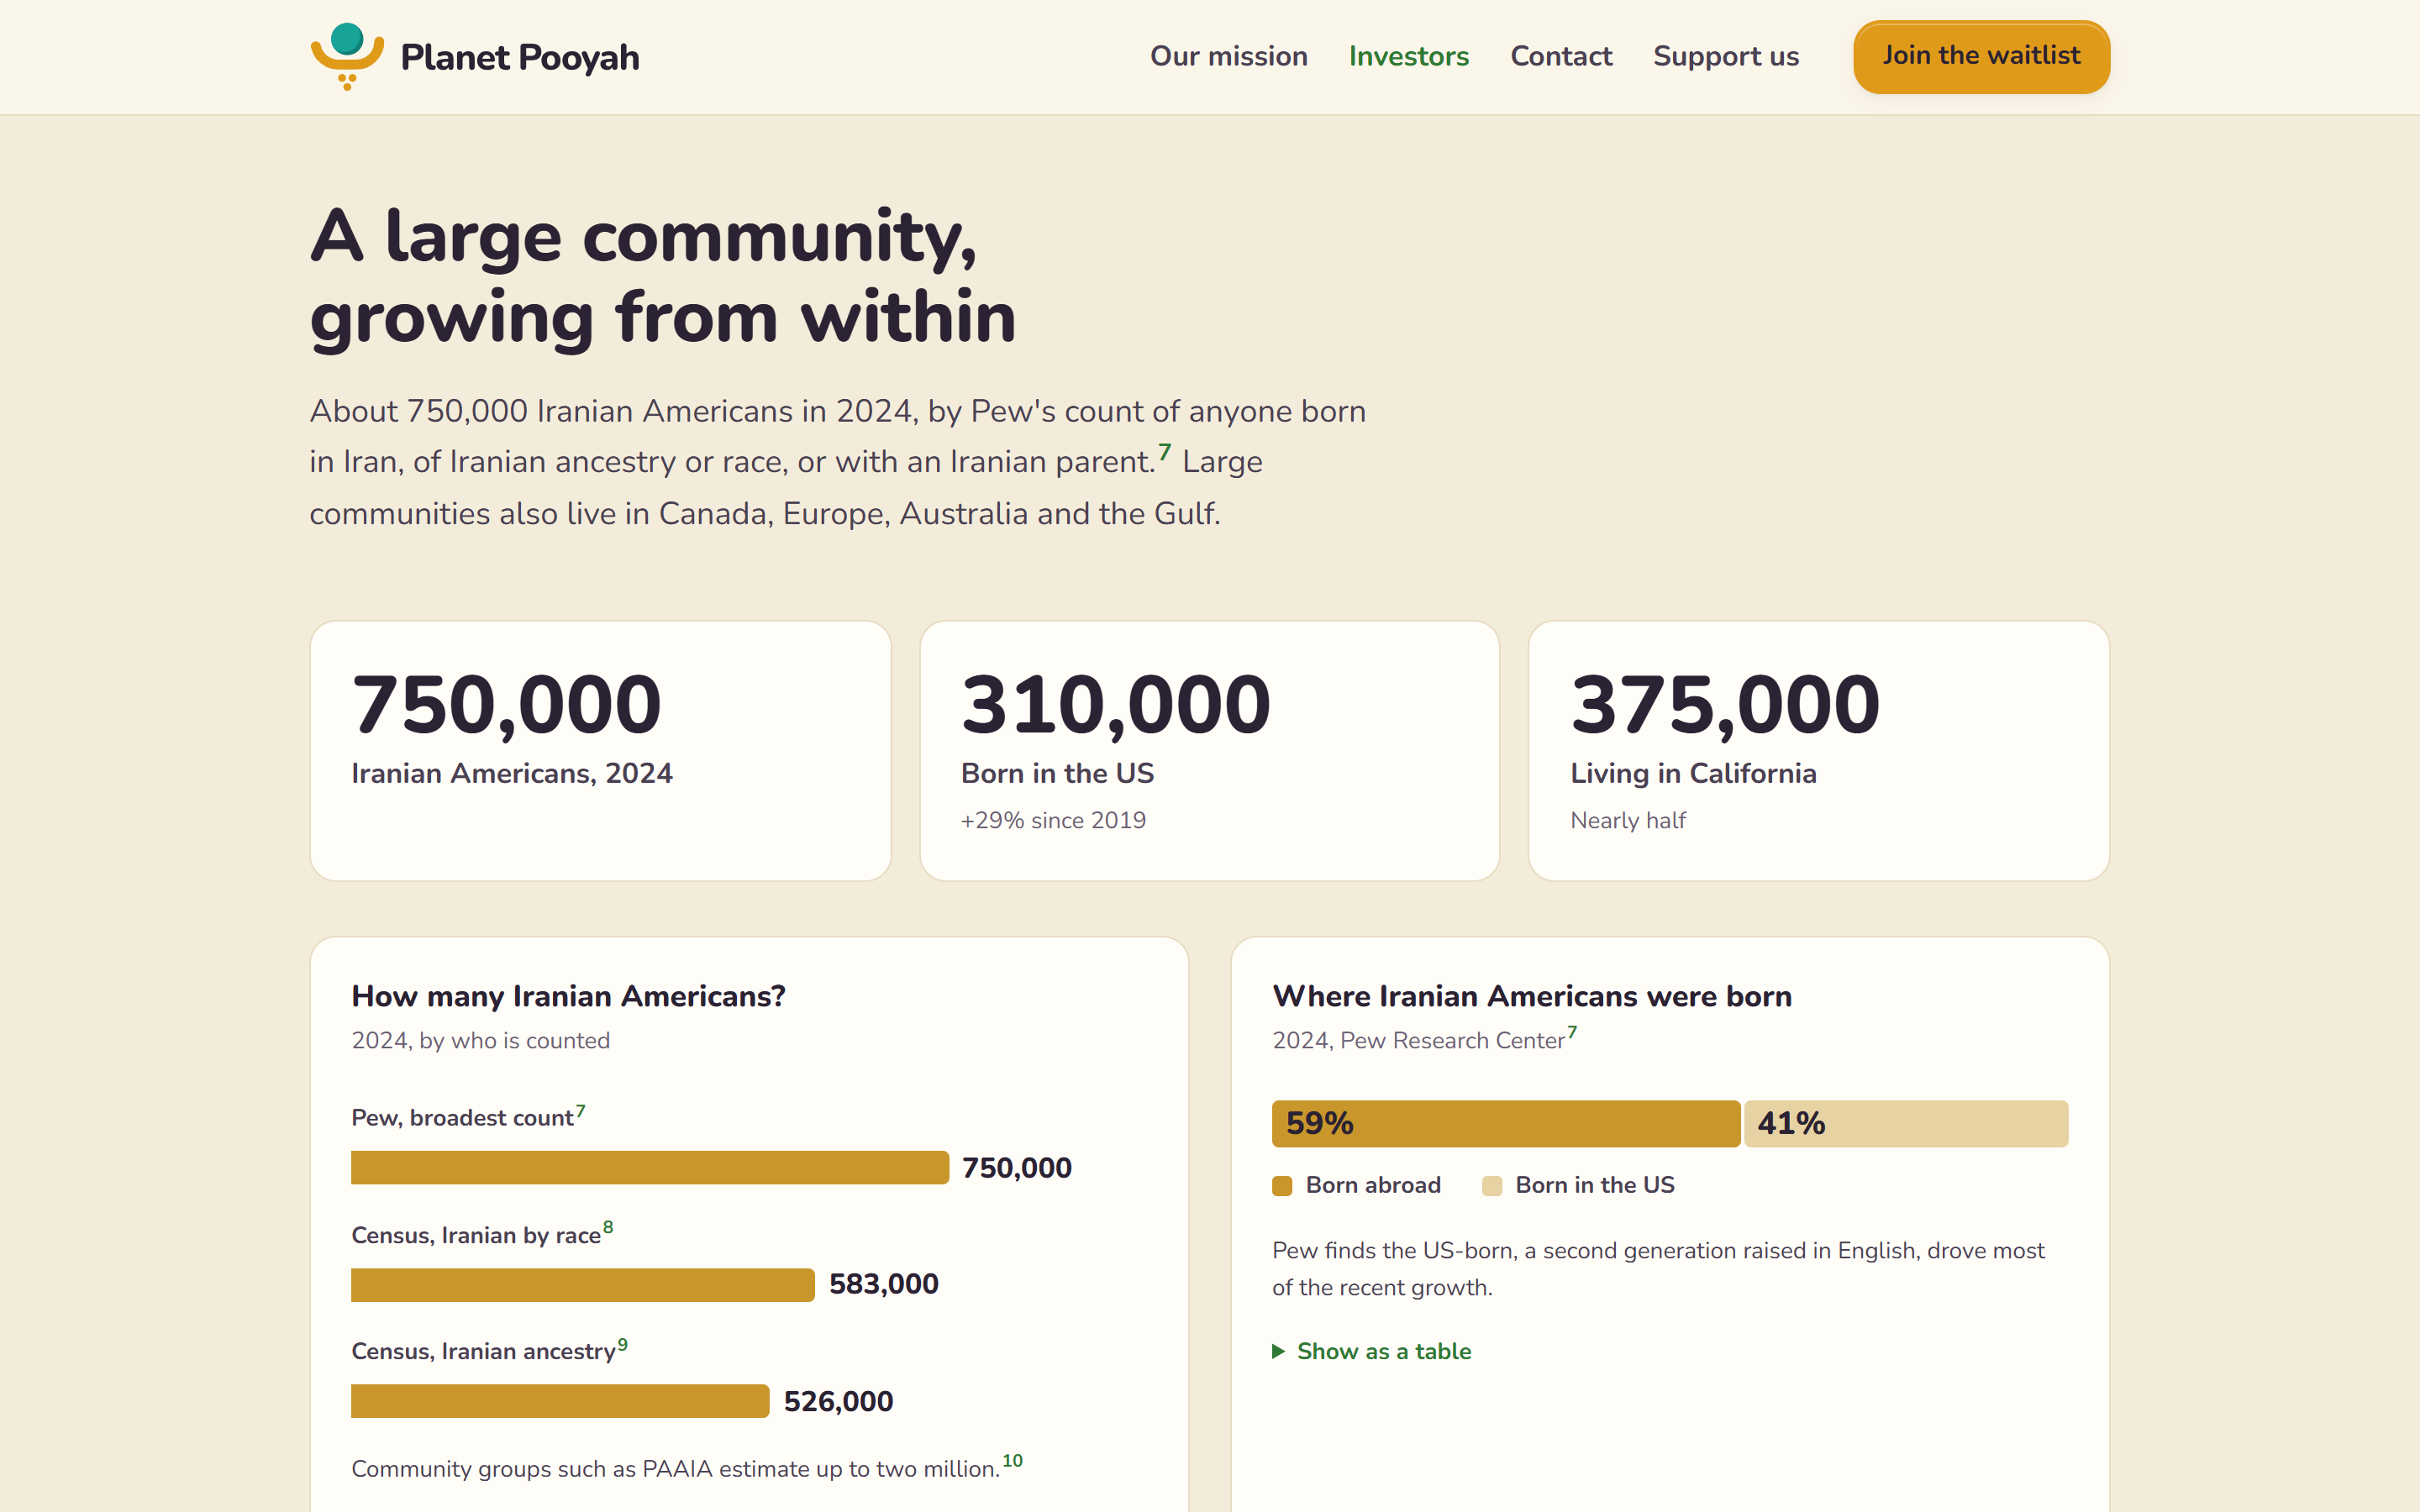 Planet Pooyah
Our mission
Investors
Contact
Support us
Join the waitlist
A large community,
growing from within
About 750,000 Iranian Americans in 2024, by Pew's count of anyone born
in Iran, of Iranian ancestry or race, or with an Iranian parent.7 Large
communities also live in Canada, Europe, Australia and the Gulf.
750,000
Iranian Americans, 2024
310,000
Born in the US
+29% since 2019
375,000
Living in California
Nearly half
How many Iranian Americans?
2024, by who is counted
Pew, broadest count7
750,000
Census, Iranian by race8
583,000
Census, Iranian ancestry9
526,000
Community groups such as PAAIA estimate up to two million.10
Where Iranian Americans were born
2024, Pew Research Center7
59% 41%
Born abroad Born in the US
Pew finds the US-born, a second generation raised in English, drove most
of the recent growth.
Show as a table